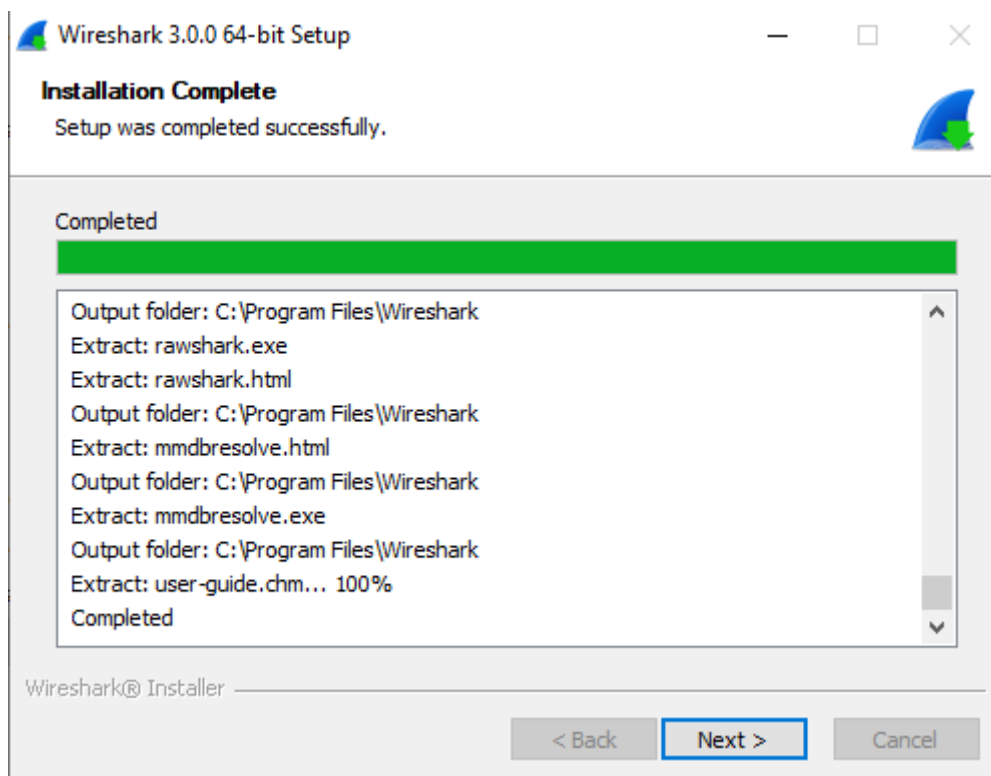 Wireshark 3.0.0 64-bit Setup
Installation Complete
Setup was completed successfully.
Completed
Output folder: C:\Program Files\Wireshark
Extract: rawshark.exe
Extract: rawshark.html
Output folder: C:\Program Files\Wireshark
Extract: mmdbresolve.html
Output folder: C:\Program Files\Wireshark
Extract: mmdbresolve.exe
Output folder: C:\Program Files\Wireshark
Extract: user-guide.chm... 100%
Completed
Wireshark® Installer
< Back Next > Cancel